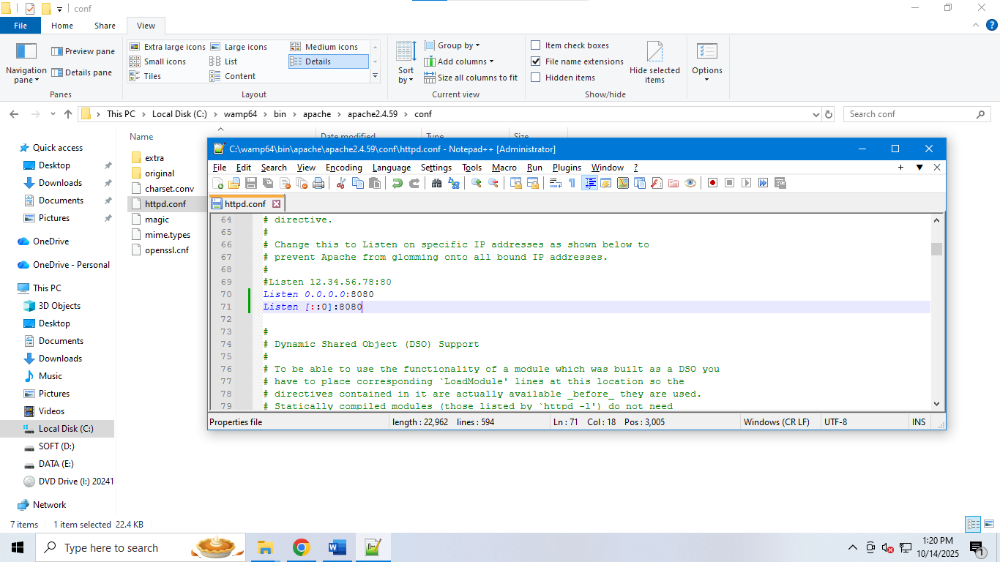 conf
File Home Share View
Navigation pane
Preview pane
Details pane
Panes
Extra large icons Large icons Medium icons
Small icons List Details
Tiles Content
Layout
Sort by
Group by
Add columns
Size all columns to fit
Current view
Item check boxes
File name extensions
Hidden items
Hide selected items
Show/hide
Options
This PC Local Disk (C:) wamp64 bin apache apache2.4.59 conf
Search conf
Quick access
Desktop
Downloads
Documents
Pictures
OneDrive
OneDrive - Personal
This PC
3D Objects
Desktop
Documents
Downloads
Music
Pictures
Videos
Local Disk (C:)
SOFT (D:)
DATA (E:)
DVD Drive (I:) 20241
Network
Name Date modified Type Size
extra
original
charset.conv
httpd.conf
magic
mime.types
openssl.cnf
C:\wamp64\bin\apache\apache2.4.59\conf\httpd.conf - Notepad++ [Administrator]
File Edit Search View Encoding Language Settings Tools Macro Run Plugins Window ?
httpd.conf
64 # directive.
65 #
66 # Change this to Listen on specific IP addresses as shown below to
67 # prevent Apache from glomming onto all bound IP addresses.
68 #
69 #Listen 12.34.56.78:80
70 Listen 0.0.0.0:8080
71 Listen [::0]:8080
72
73 #
74 # Dynamic Shared Object (DSO) Support
75 #
76 # To be able to use the functionality of a module which was built as a DSO you
77 # have to place corresponding `LoadModule' lines at this location so the
78 # directives contained in it are actually available _before_ they are used.
79 # Statically compiled modules (those listed by `httpd -l') do not need
Properties file length : 22,962 lines : 594 Ln : 71 Col : 18 Pos : 3,005 Windows (CR LF) UTF-8 INS
7 items 1 item selected 22.4 KB
Type here to search
1:20 PM
10/14/2025
1